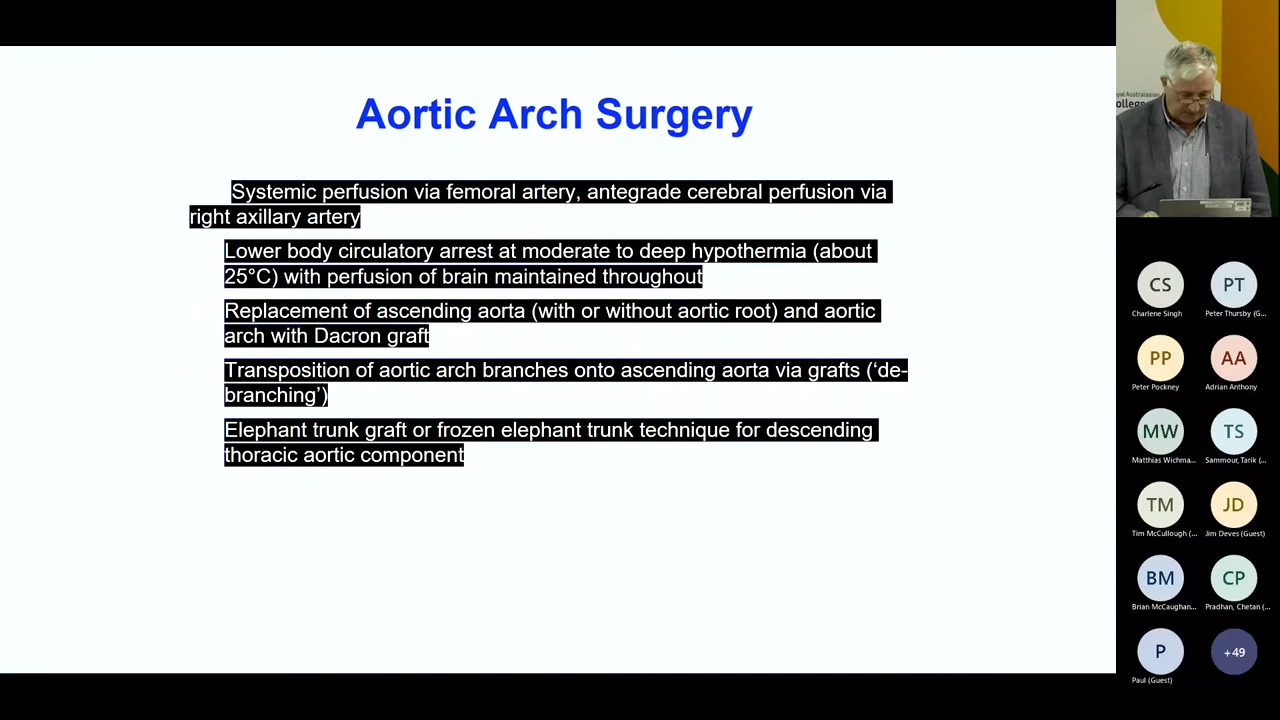 Aortic Arch Surgery
Systemic perfusion via femoral artery, antegrade cerebral perfusion via
right axillary artery
Lower body circulatory arrest at moderate to deep hypothermia (about
25°C) with perfusion of brain maintained throughout
Replacement of ascending aorta (with or without aortic root) and aortic
arch with Dacron graft
Transposition of aortic arch branches onto ascending aorta via grafts (‘de-
branching’)
Elephant trunk graft or frozen elephant trunk technique for descending
thoracic aortic component
yal Australasian
ollege
CS
Charlene Singh
PT
Peter Thursby (G...
PP
Peter Pockney
AA
Adrian Anthony
MW
Matthias Wichma...
TS
Sammour, Tarik (...
TM
Tim McCullough (...
JD
Jim Deves (Guest)
BM
Brian McCaughan...
CP
Pradhan, Chetan (...
P
Paul (Guest)
+49